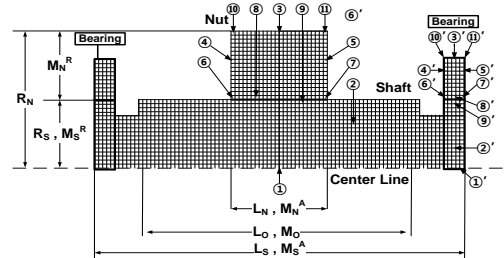 ⑩ ⑧ ③ ⑪ ⑥′
Nut
Bearing
Bearing
⑩′ ③′ ⑪′
④ ⑤
④′ ⑤′
M_N^R
R_N
⑥ ⑨ ⑦
② Shaft
⑥′ ⑦′
⑧′
⑨′
R_S , M_S^R
②′
① Center Line
①′
L_N , M_N^A
L_O , M_O
L_S , M_S^A